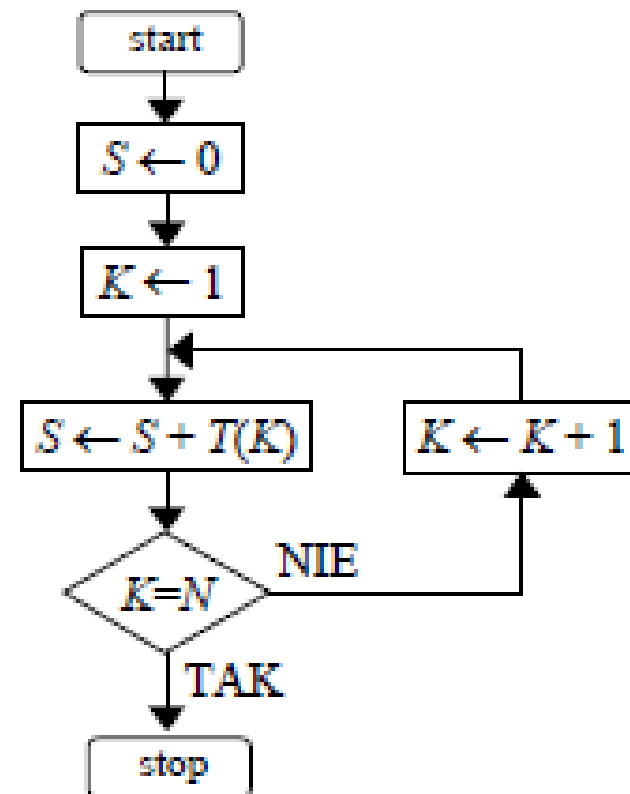 start
S ← 0
K ← 1
S ← S + T(K)
K ← K + 1
K=N
NIE
TAK
stop